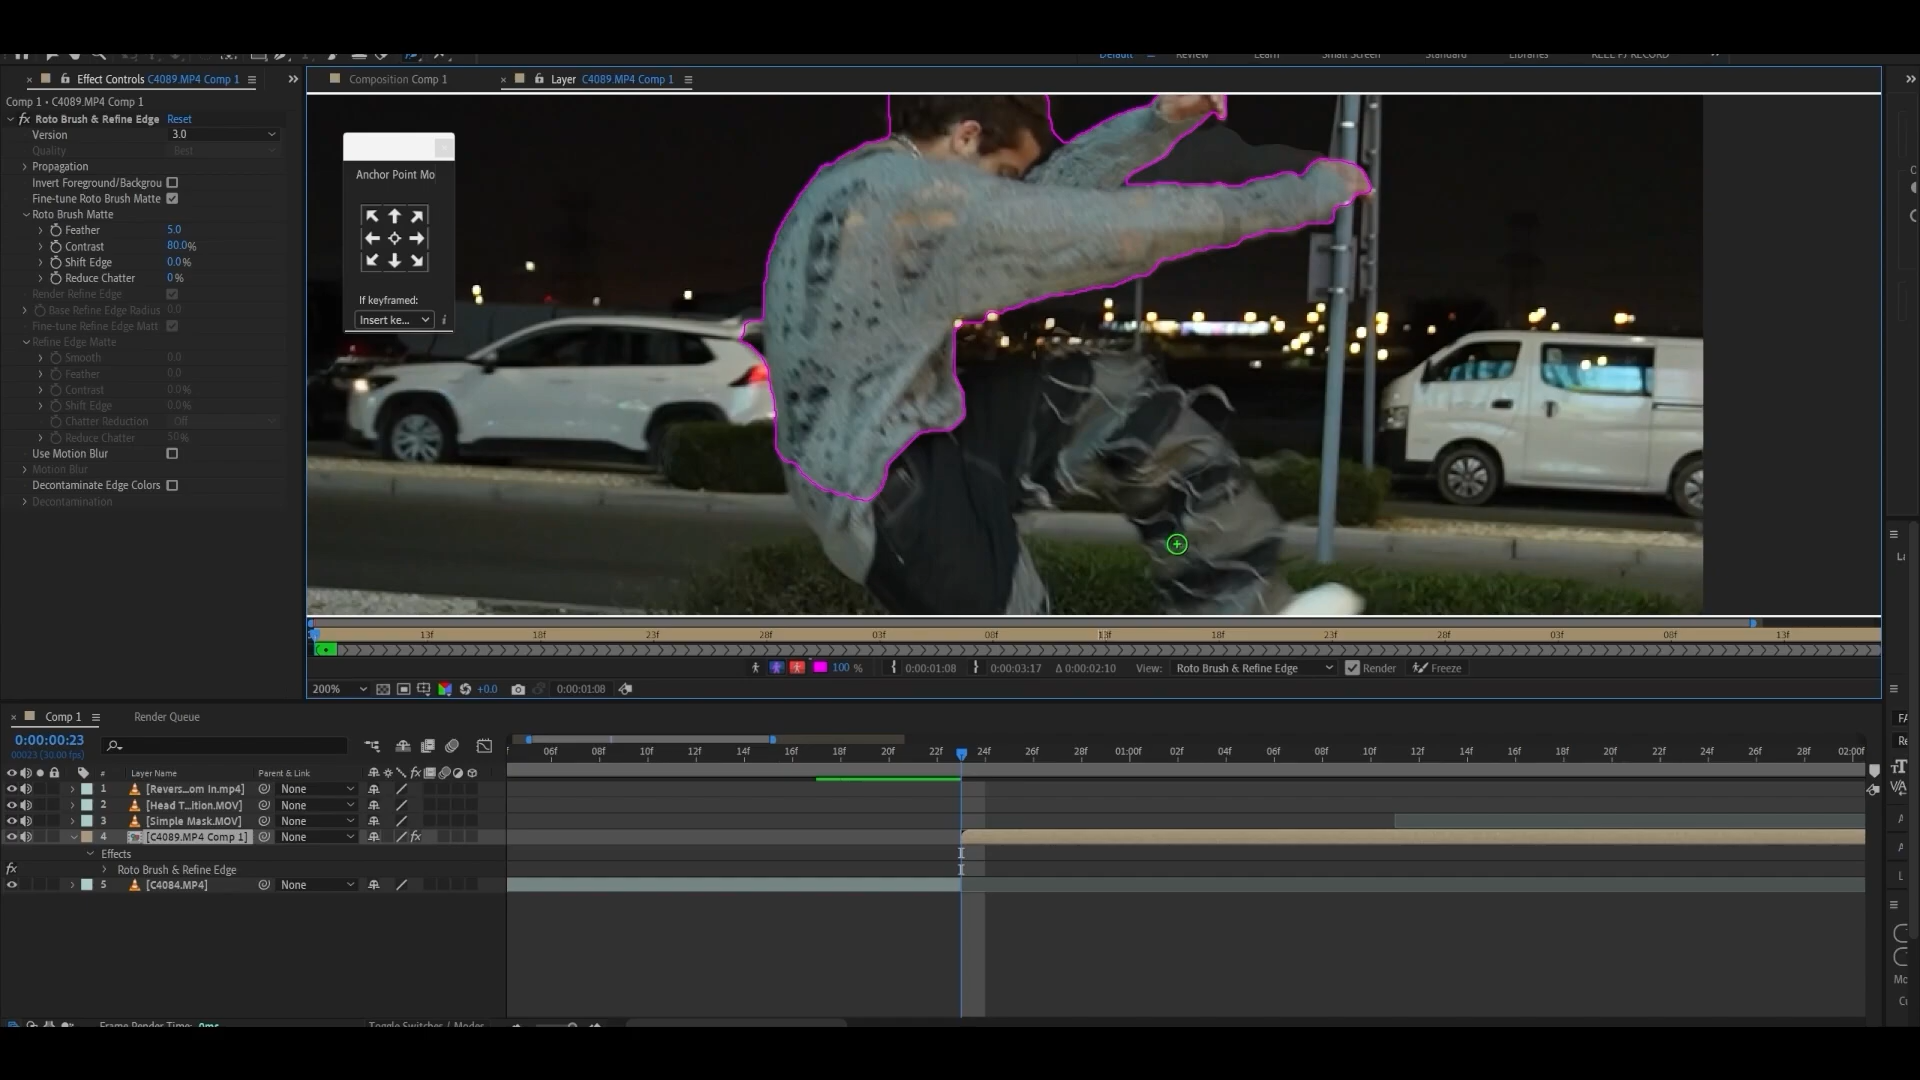 Default Review Learn Small Screen Standard Libraries REEL PJ RECORD
× Effect Controls C4089.MP4 Comp 1
Composition Comp 1
× Layer C4089.MP4 Comp 1
Comp 1 • C4089.MP4 Comp 1
fx Roto Brush & Refine Edge Reset
Version 3.0
Quality Best
Propagation
Invert Foreground/Backgrou
Fine-tune Roto Brush Matte
Roto Brush Matte
Feather 5.0
Contrast 80.0%
Shift Edge 0.0%
Reduce Chatter 0%
Render Refine Edge
Base Refine Edge Radius 0.0
Fine-tune Refine Edge Matt
Refine Edge Matte
Smooth 0.0
Feather 0.0
Contrast 0.0%
Shift Edge 0.0%
Chatter Reduction Off
Reduce Chatter 50%
Use Motion Blur
Motion Blur
Decontaminate Edge Colors
Decontamination
Anchor Point Mo
If keyframed:
Insert ke... i
13f 18f 23f 28f 03f 08f 13f 18f 23f 28f 03f 08f 13f
100 % 0:00:01:08 0:00:03:17 Δ 0:00:02:10 View: Roto Brush & Refine Edge Render Freeze
200% +0.0 0:00:01:08
× Comp 1 Render Queue
0:00:00:23
00023 (30.00 fps)
06f 08f 10f 12f 14f 16f 18f 20f 22f 24f 26f 28f 01:00f 02f 04f 06f 08f 10f 12f 14f 16f 18f 20f 22f 24f 26f 28f 02:00f
# Layer Name Parent & Link fx
1 [Revers...om In.mp4] None
2 [Head T...ition.MOV] None
3 [Simple Mask.MOV] None
4 [C4089.MP4 Comp 1] None fx
Effects
fx Roto Brush & Refine Edge
5 [C4084.MP4] None
Frame Render Time: 0ms Toggle Switches / Modes